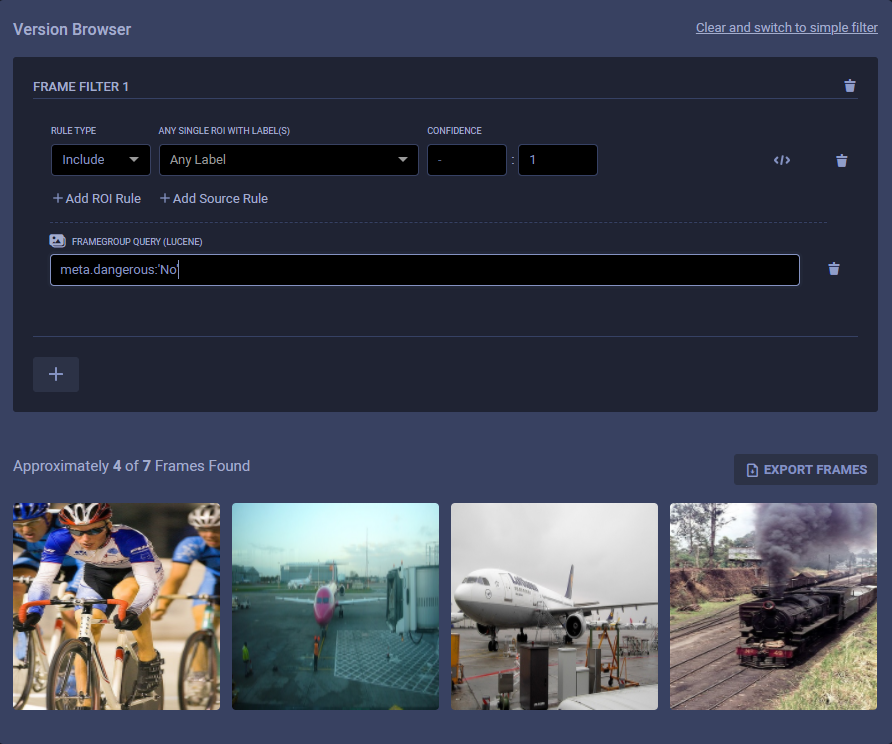 Version Browser
Clear and switch to simple filter
FRAME FILTER 1
RULE TYPE
ANY SINGLE ROI WITH LABEL(S)
CONFIDENCE
Include
Any Label
-
:
1
</>
+ Add ROI Rule
+ Add Source Rule
FRAMEGROUP QUERY (LUCENE)
meta.dangerous:'No'
+
Approximately 4 of 7 Frames Found
EXPORT FRAMES
Lufthansa